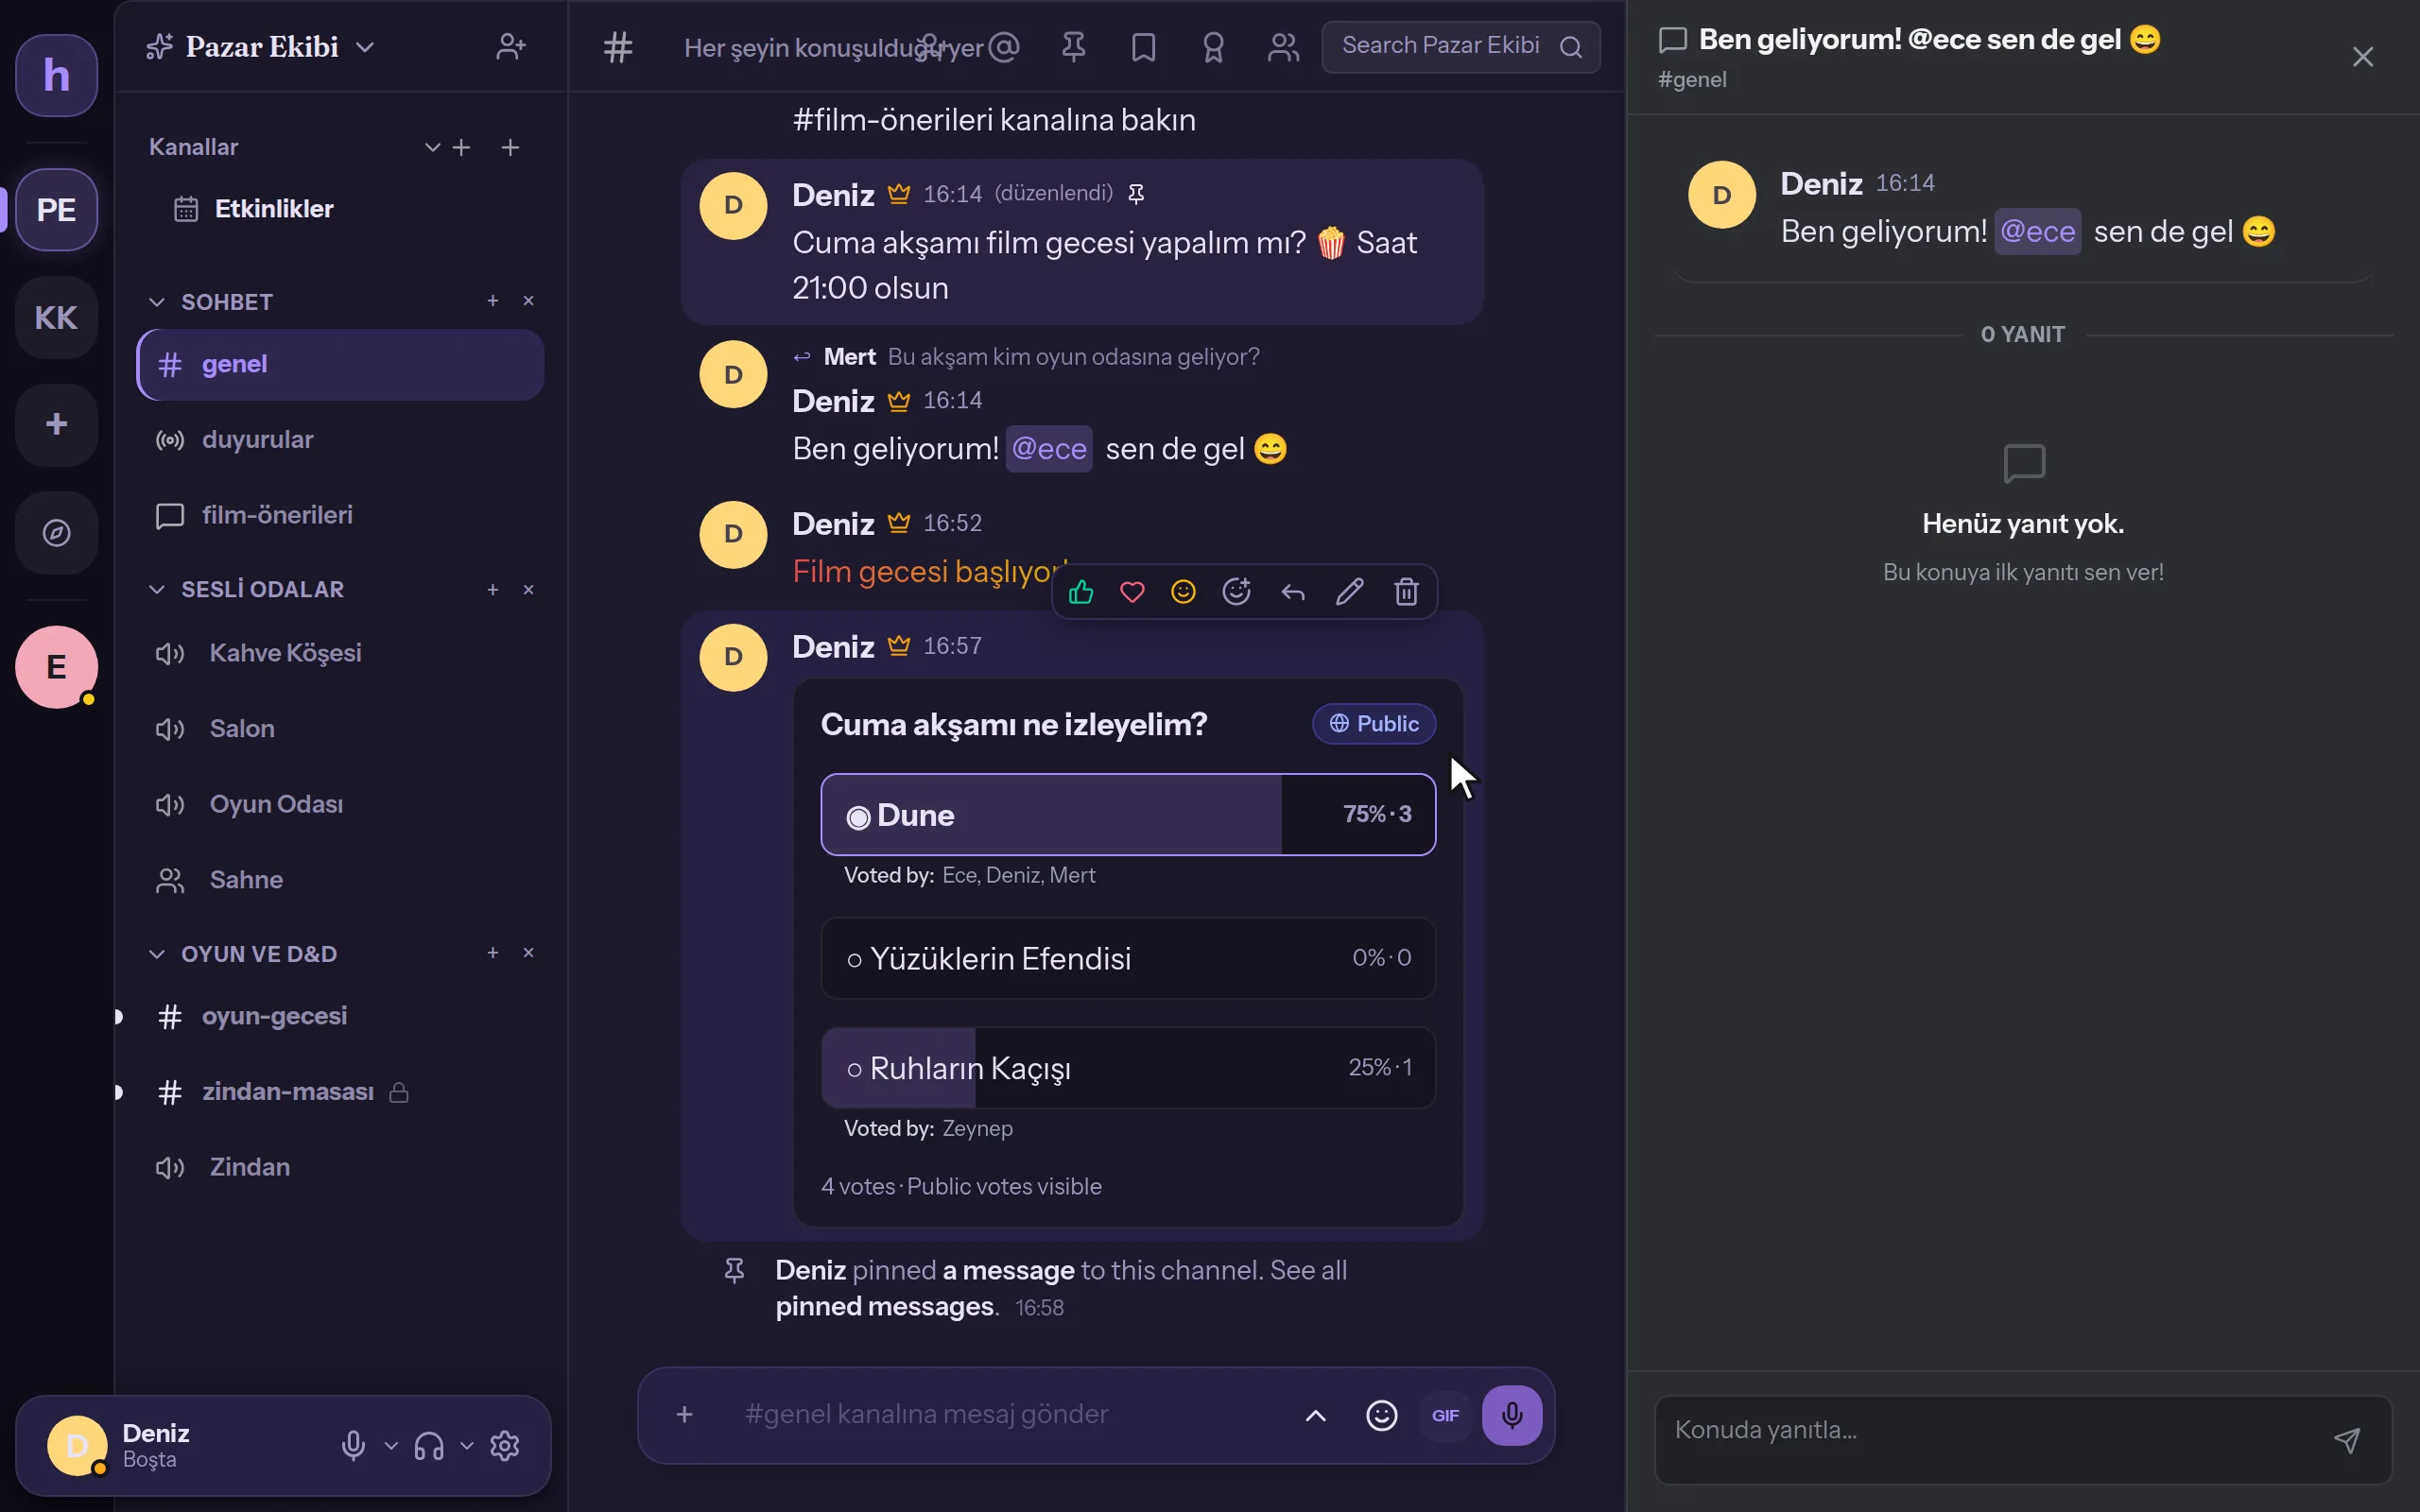 h
PE
KK
E
Pazar Ekibi
Kanallar
Etkinlikler
SOHBET
genel
duyurular
film-önerileri
SESLİ ODALAR
Kahve Köşesi
Salon
Oyun Odası
Sahne
OYUN VE D&D
oyun-gecesi
zindan-masası
Zindan
D
Deniz
Boşta
# Her şeyin konuşulduğu yer
Search Pazar Ekibi
#film-önerileri kanalına bakın
D
Deniz 16:14 (düzenlendi)
Cuma akşamı film gecesi yapalım mı? 🍿 Saat
21:00 olsun
Mert Bu akşam kim oyun odasına geliyor?
D
Deniz 16:14
Ben geliyorum! @ece sen de gel 😄
D
Deniz 16:52
Film gecesi başlıyor
D
Deniz 16:57
Cuma akşamı ne izleyelim? Public
Dune 75% · 3
Voted by: Ece, Deniz, Mert
Yüzüklerin Efendisi 0% · 0
Ruhların Kaçışı 25% · 1
Voted by: Zeynep
4 votes · Public votes visible
Deniz pinned a message to this channel. See all
pinned messages. 16:58
#genel kanalına mesaj gönder
GIF
Ben geliyorum! @ece sen de gel 😄
#genel
D
Deniz 16:14
Ben geliyorum! @ece sen de gel 😄
0 YANIT
Henüz yanıt yok.
Bu konuya ilk yanıtı sen ver!
Konuda yanıtla...